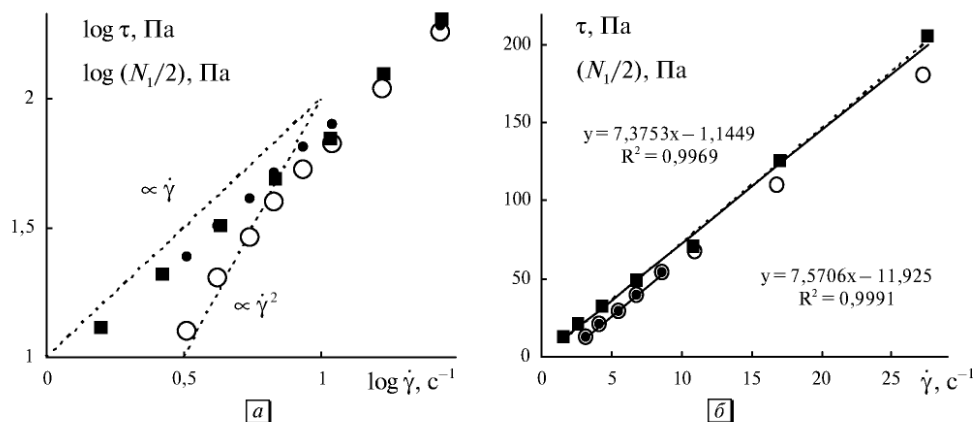 log τ, Па
log (N₁/2), Па
2
1,5
1
∝ γ̇
∝ γ̇²
0
0,5
1
log γ̇, с⁻¹
а
τ, Па
(N₁/2), Па
200
150
100
50
0
y = 7,3753x – 1,1449
R² = 0,9969
y = 7,5706x – 11,925
R² = 0,9991
0
5
10
15
20
25
γ̇, с⁻¹
б